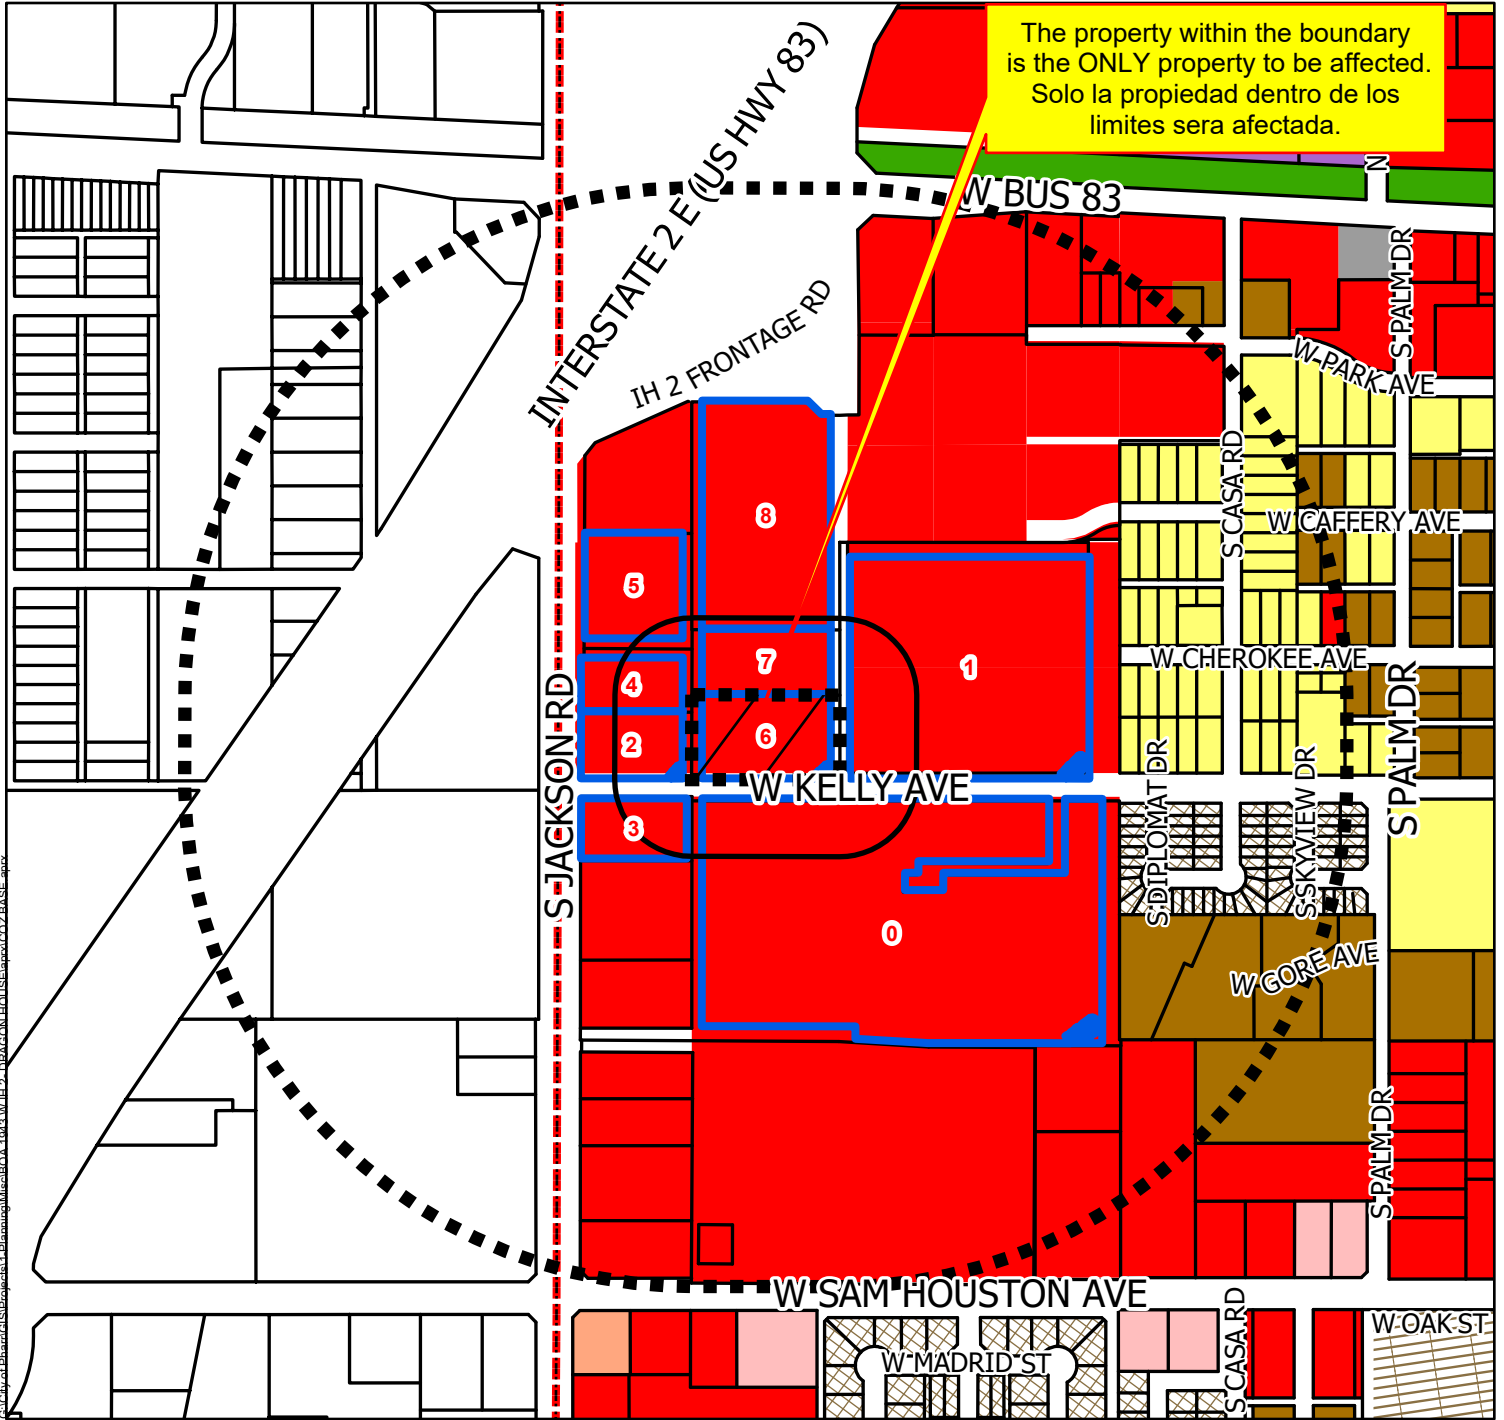 The property within the boundary
is the ONLY property to be affected.
Solo la propiedad dentro de los
limites sera afectada.
INTERSTATE 2 E (US HWY 83)
IH 2 FRONTAGE RD
W BUS 83
N
S PALM DR
W PARK AVE
S CASA RD
W CAFFERY AVE
8
5
7
1
4
2
6
W CHEROKEE AVE
S JACKSON RD
W KELLY AVE
S DIPLOMAT DR
S SKYVIEW DR
S PALM DR
3
0
W GORE AVE
S PALM DR
W SAM HOUSTON AVE
W MADRID ST
S CASA RD
W OAK ST